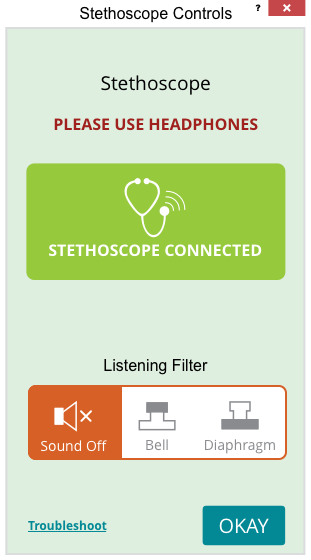 Stethoscope Controls ?
Stethoscope
PLEASE USE HEADPHONES
STETHOSCOPE CONNECTED
Listening Filter
Sound Off Bell Diaphragm
Troubleshoot OKAY